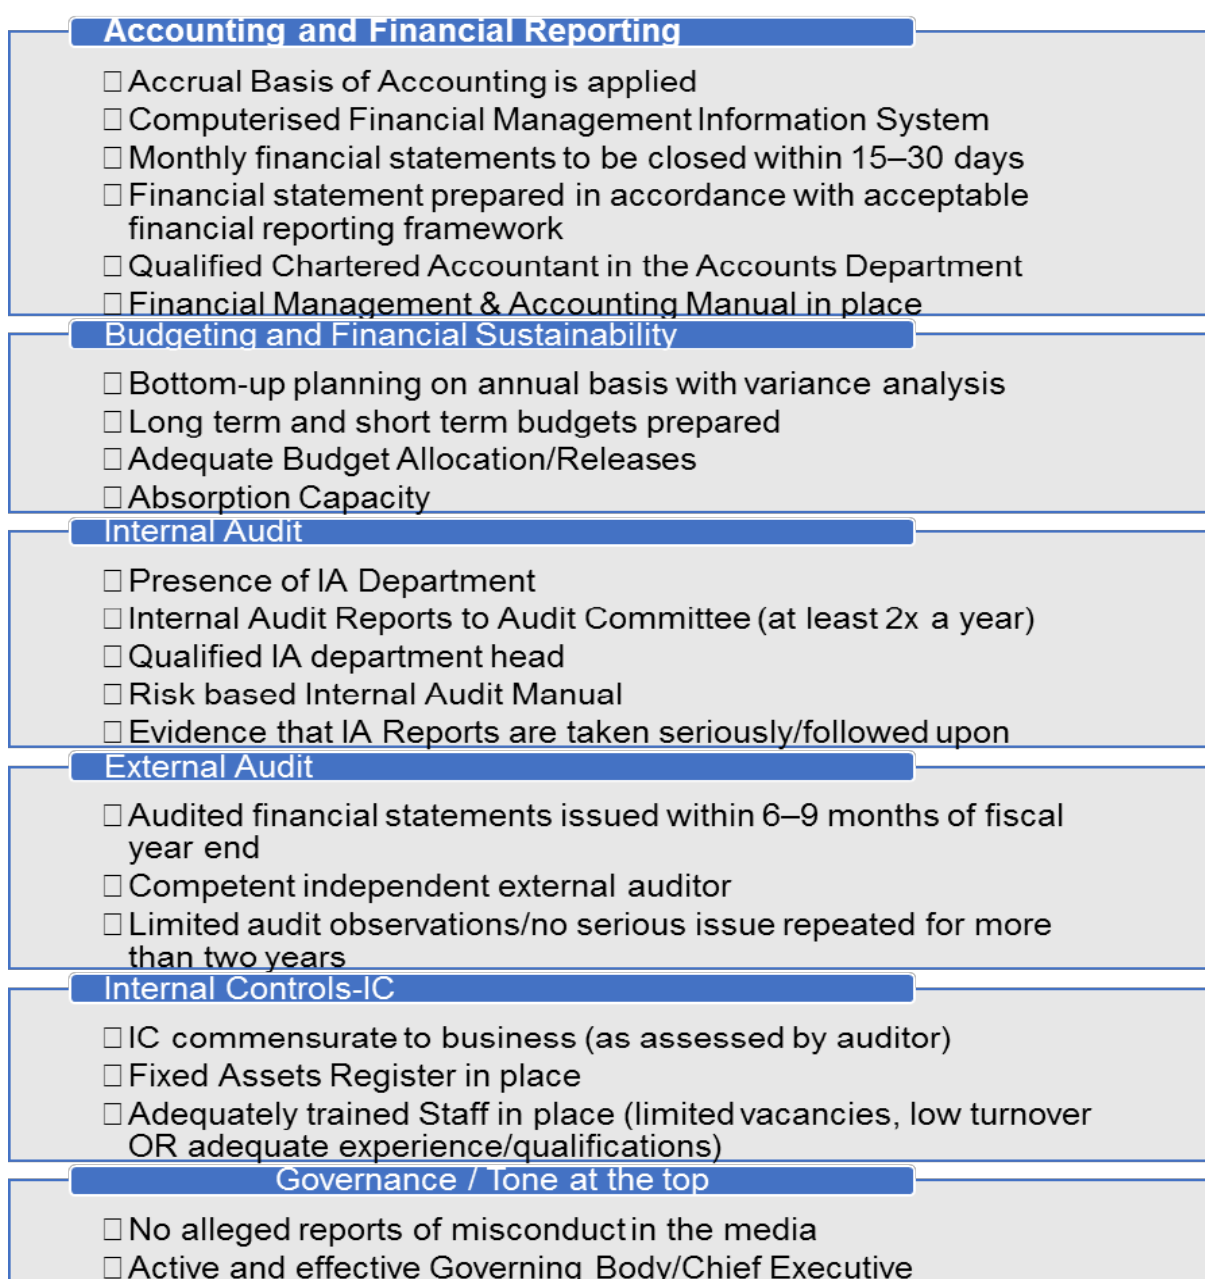 Accounting and Financial Reporting
□ Accrual Basis of Accounting is applied
□ Computerised Financial Management Information System
□ Monthly financial statements to be closed within 15–30 days
□ Financial statement prepared in accordance with acceptable
financial reporting framework
□ Qualified Chartered Accountant in the Accounts Department
□ Financial Management & Accounting Manual in place
Budgeting and Financial Sustainability
□ Bottom-up planning on annual basis with variance analysis
□ Long term and short term budgets prepared
□ Adequate Budget Allocation/Releases
□ Absorption Capacity
Internal Audit
□ Presence of IA Department
□ Internal Audit Reports to Audit Committee (at least 2x a year)
□ Qualified IA department head
□ Risk based Internal Audit Manual
□ Evidence that IA Reports are taken seriously/followed upon
External Audit
□ Audited financial statements issued within 6–9 months of fiscal
year end
□ Competent independent external auditor
□ Limited audit observations/no serious issue repeated for more
than two years
Internal Controls-IC
□ IC commensurate to business (as assessed by auditor)
□ Fixed Assets Register in place
□ Adequately trained Staff in place (limited vacancies, low turnover
OR adequate experience/qualifications)
Governance / Tone at the top
□ No alleged reports of misconduct in the media
□ Active and effective Governing Body/Chief Executive